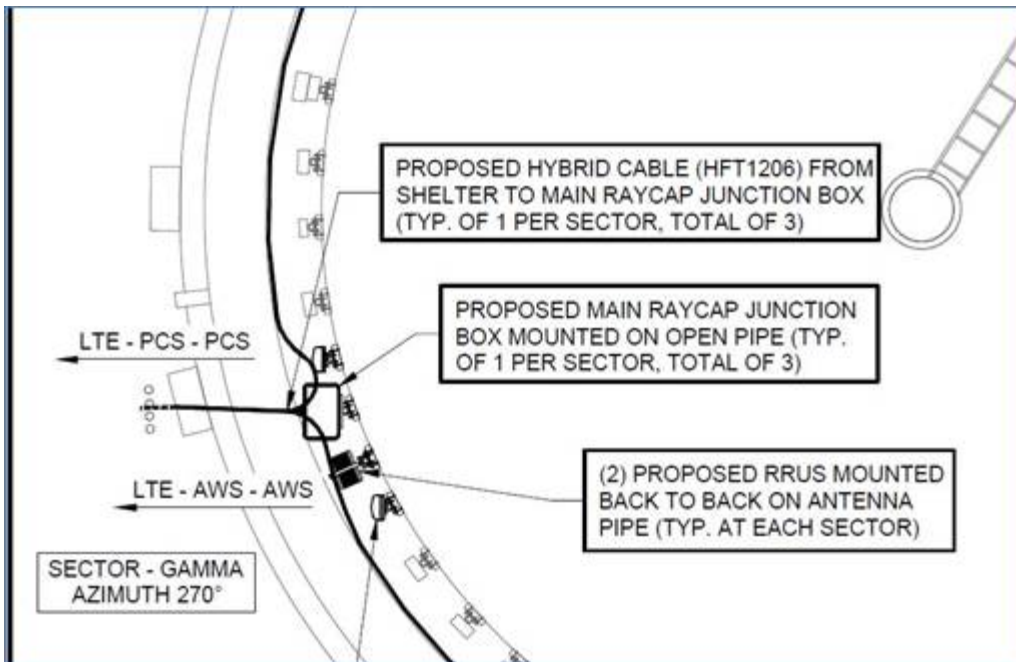 PROPOSED HYBRID CABLE (HFT1206) FROM
SHELTER TO MAIN RAYCAP JUNCTION BOX
(TYP. OF 1 PER SECTOR, TOTAL OF 3)
PROPOSED MAIN RAYCAP JUNCTION
BOX MOUNTED ON OPEN PIPE (TYP.
OF 1 PER SECTOR, TOTAL OF 3)
LTE - PCS - PCS
(2) PROPOSED RRUS MOUNTED
BACK TO BACK ON ANTENNA
PIPE (TYP. AT EACH SECTOR)
LTE - AWS - AWS
SECTOR - GAMMA
AZIMUTH 270°